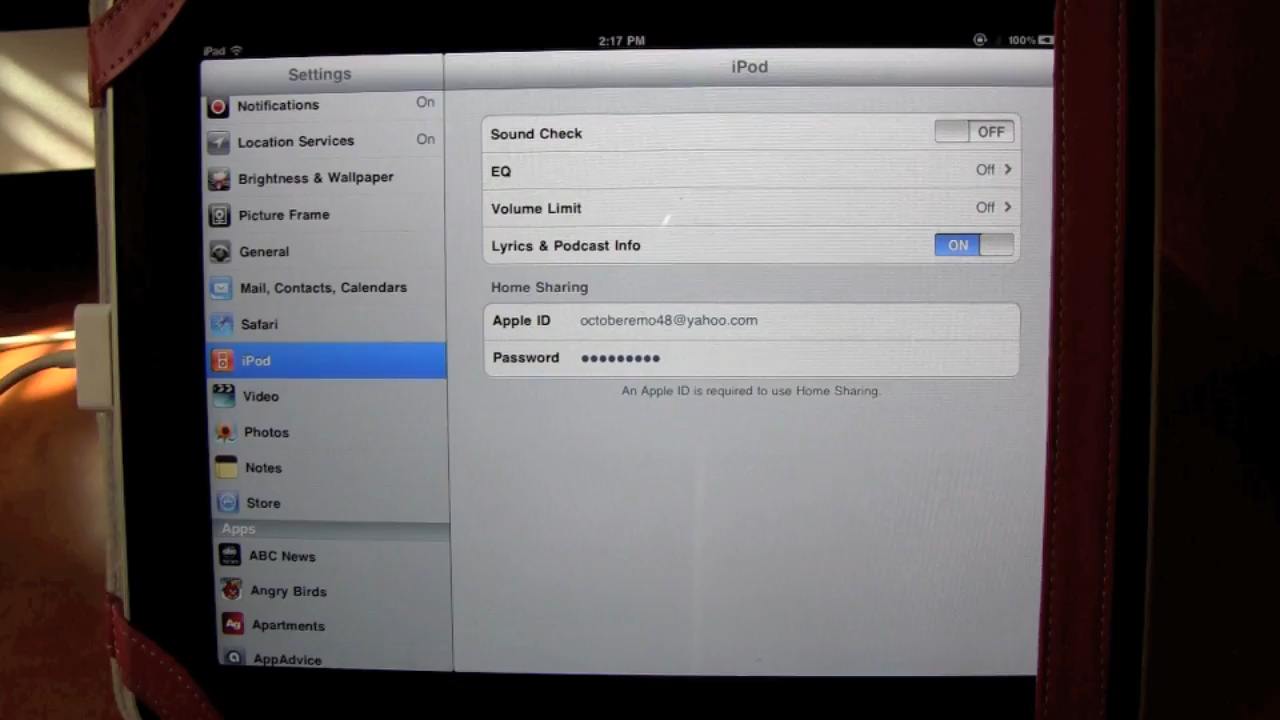 iPad 2:17 PM 100%
Settings
Notifications On
Location Services On
Brightness & Wallpaper
Picture Frame
General
Mail, Contacts, Calendars
Safari
iPod
Video
Photos
Notes
Store
Apps
ABC News
Angry Birds
Ag Apartments
AppAdvice
iPod
Sound Check OFF
EQ Off
Volume Limit Off
Lyrics & Podcast Info ON
Home Sharing
Apple ID octoberemo48@yahoo.com
Password •••••••••
An Apple ID is required to use Home Sharing.